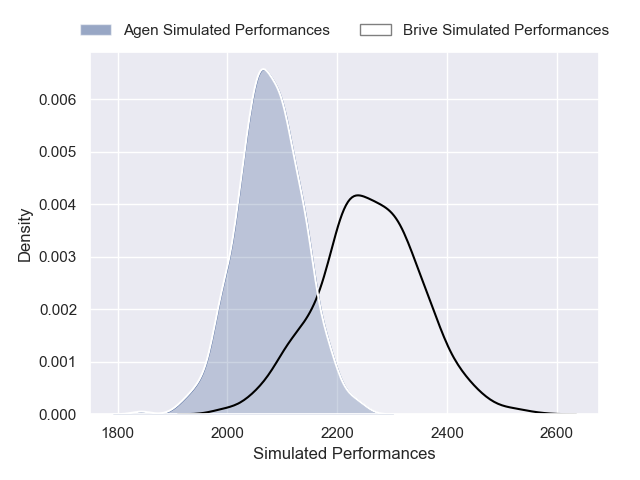 Agen Simulated Performances Brive Simulated Performances
0.006
0.005
0.004
0.003
0.002
0.001
0.000
Density
1800 2000 2200 2400 2600
Simulated Performances